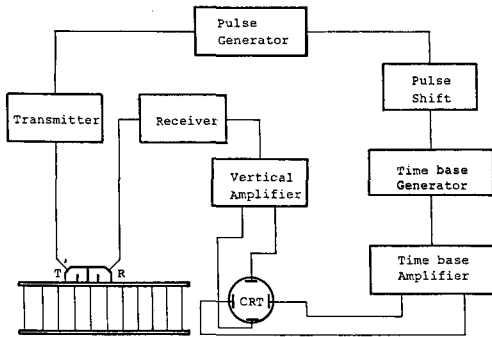 Pulse
Generator
Pulse
Shift
Transmitter
Receiver
Vertical
Amplifier
Time base
Generator
Time base
Amplifier
T
R
CRT